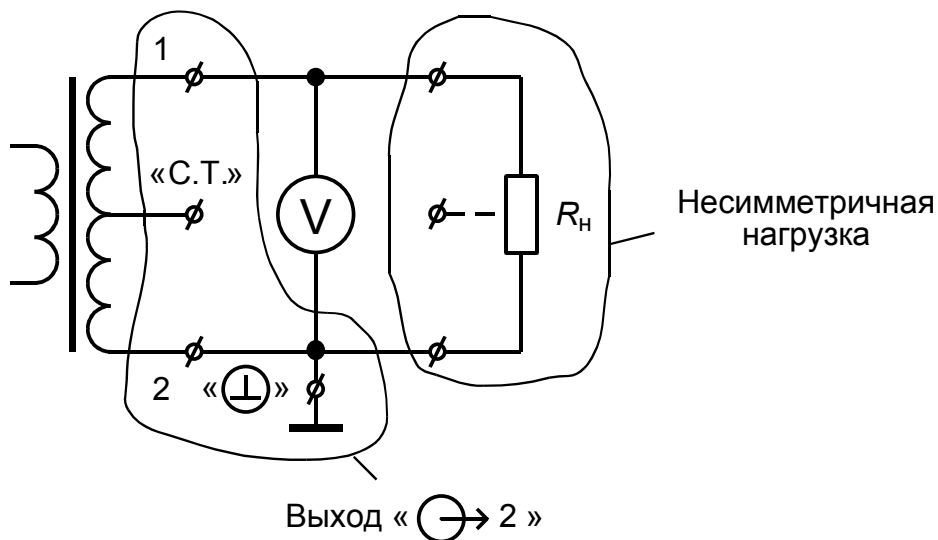 1
«С.Т.»
V
Rн
Несимметричная
нагрузка
2 «⏊»
Выход « 2 »